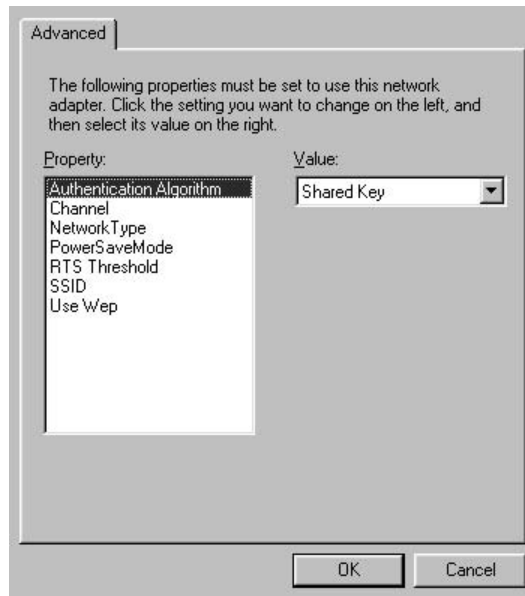 Advanced
The following properties must be set to use this network
adapter. Click the setting you want to change on the left, and
then select its value on the right.
Property:
Value:
Authentication Algorithm
Shared Key
Channel
NetworkType
PowerSaveMode
RTS Threshold
SSID
Use Wep
OK
Cancel